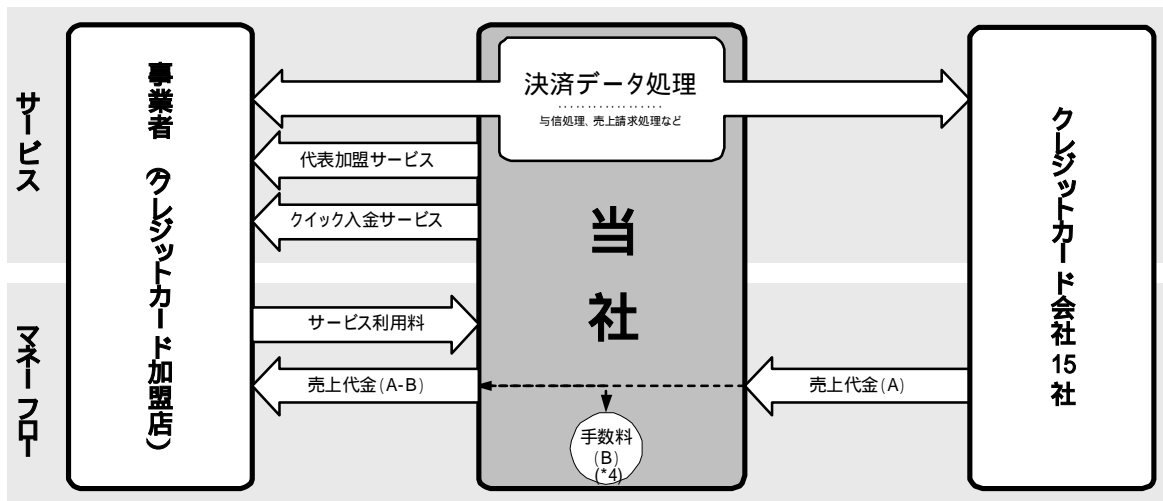 サービス
事業者（クレジットカード加盟店）
決済データ処理
与信処理、売上請求処理など
代表加盟サービス
クイック入金サービス
当社
クレジットカード会社15社
マネーフロー
サービス利用料
売上代金(A-B)
売上代金(A)
手数料
(B)
(*4)